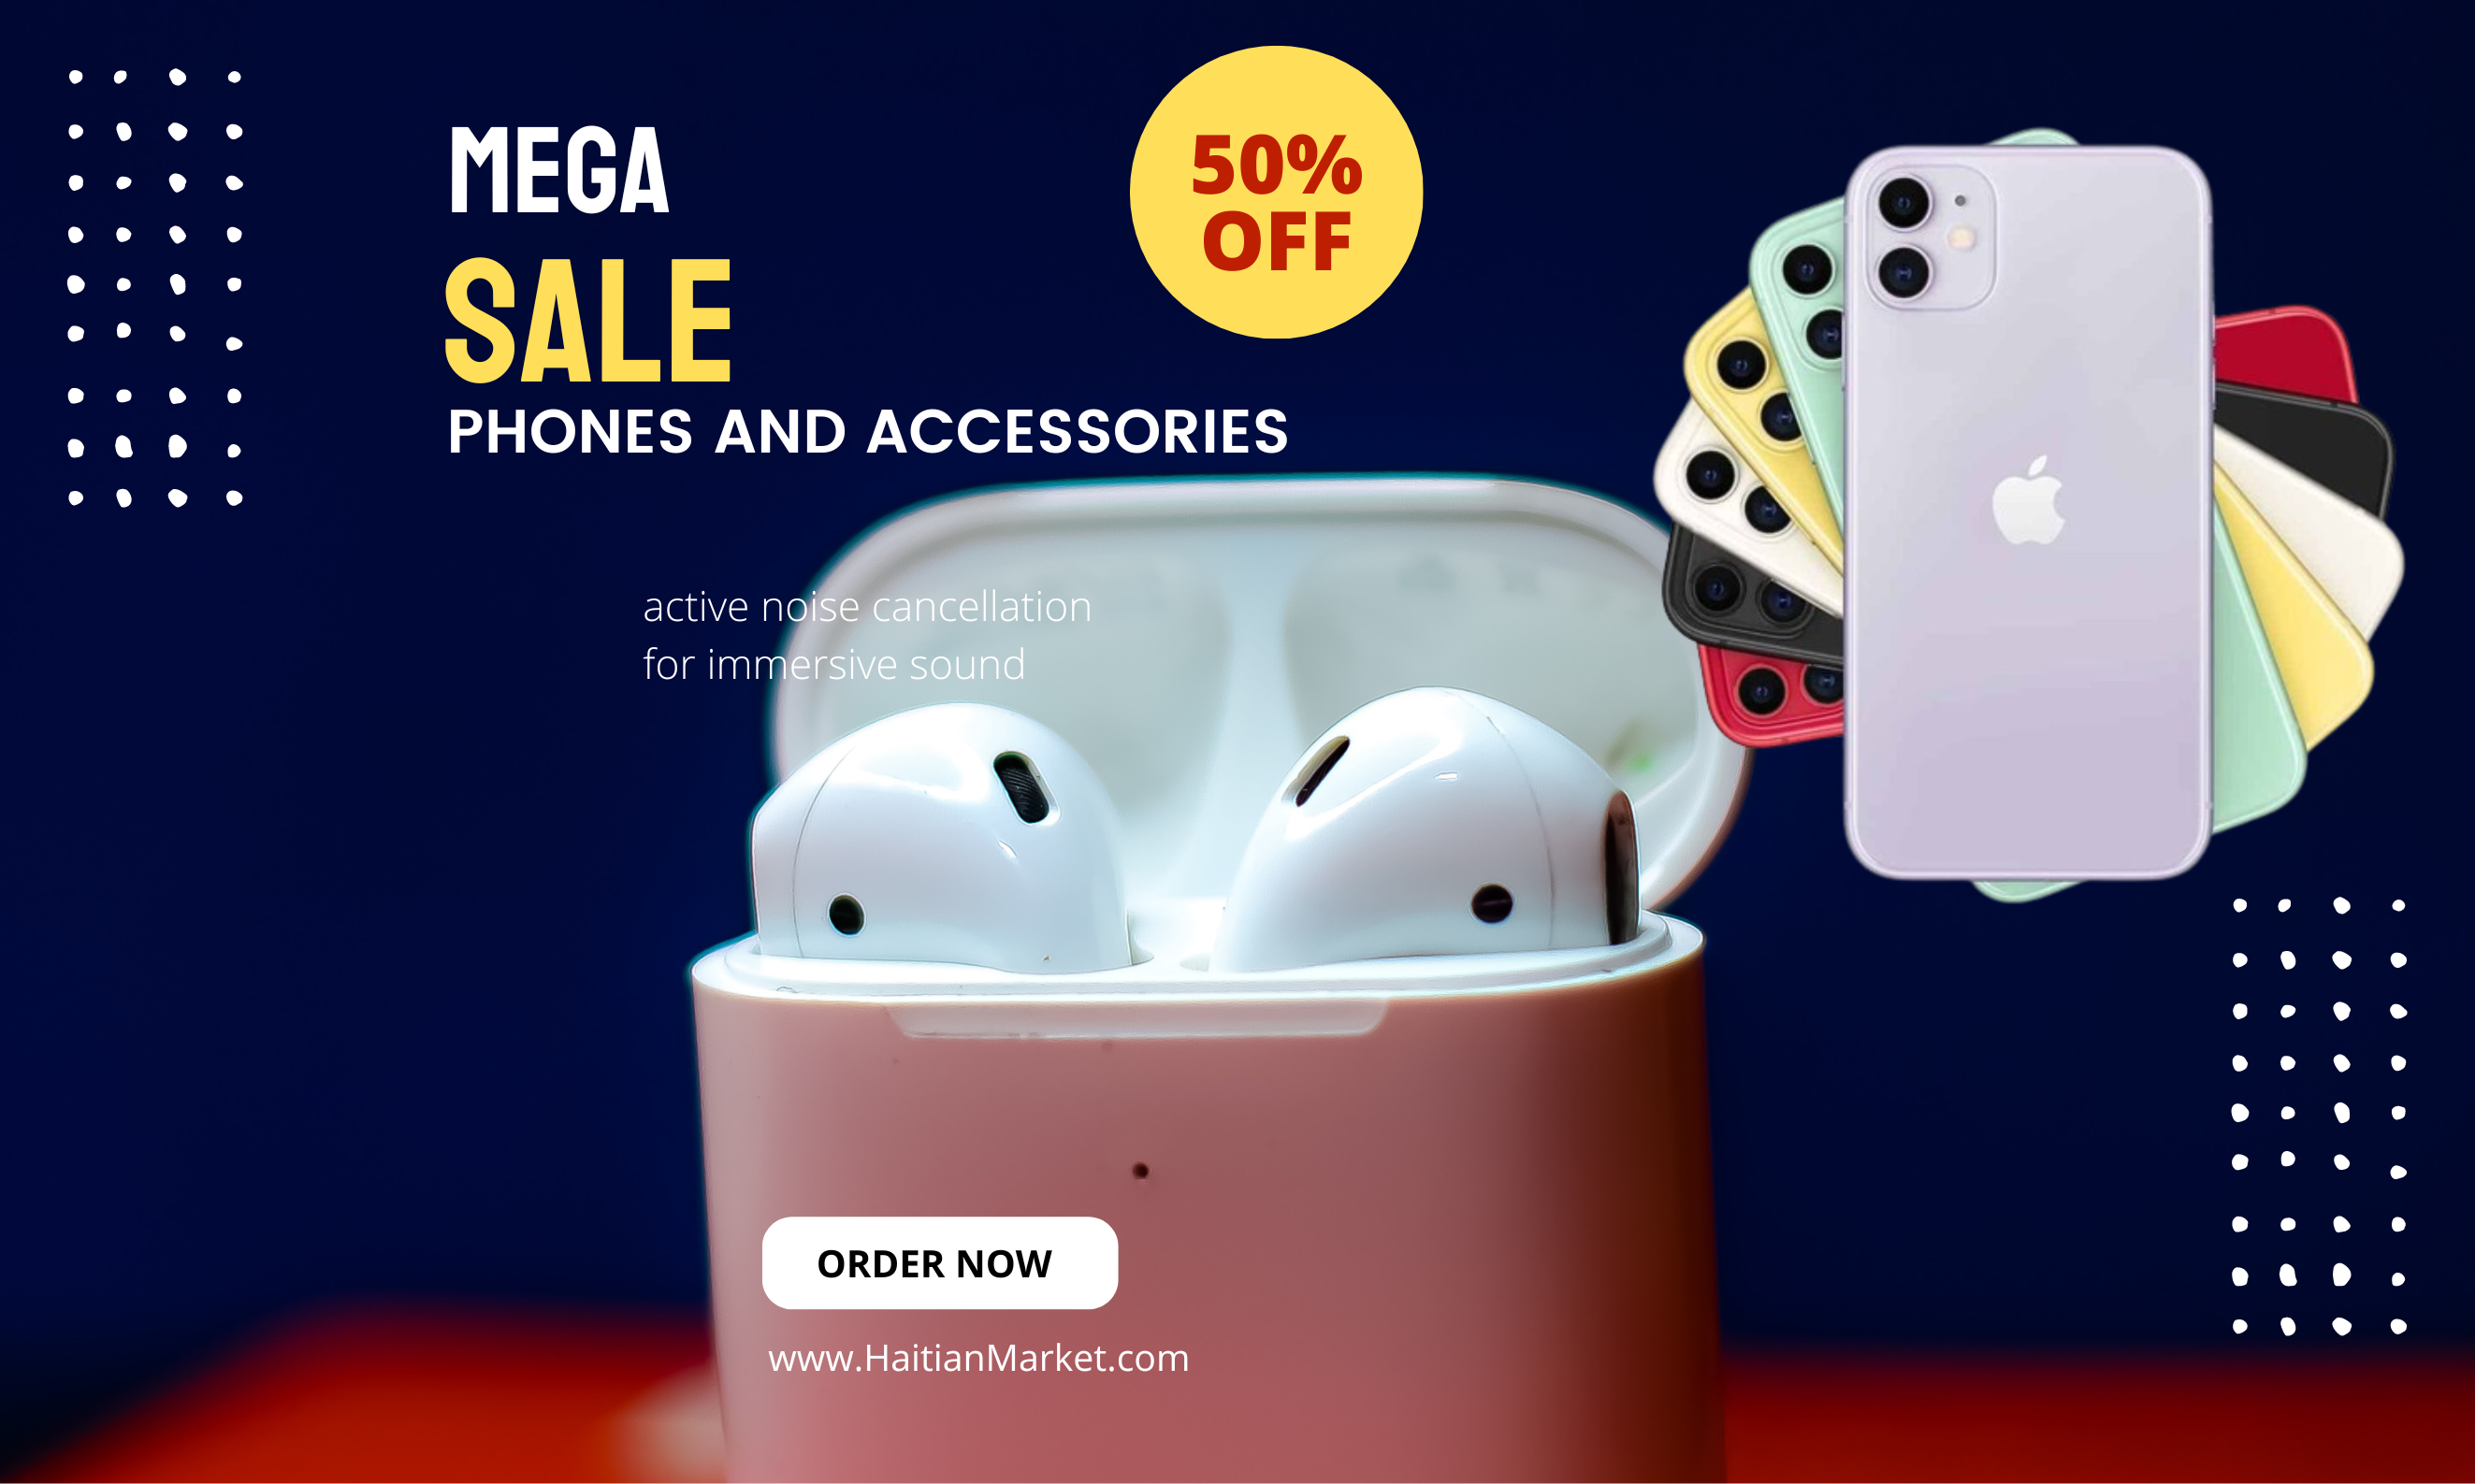 MEGA
SALE
PHONES AND ACCESSORIES
50%
OFF
active noise cancellation
for immersive sound
ORDER NOW
www.HaitianMarket.com